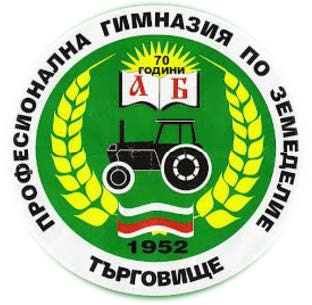 ПРОФЕСИОНАЛНА ГИМНАЗИЯ ПО ЗЕМЕДЕЛИЕ
70
ГОДИНИ
А Б
1952
ТЪРГОВИЩЕ